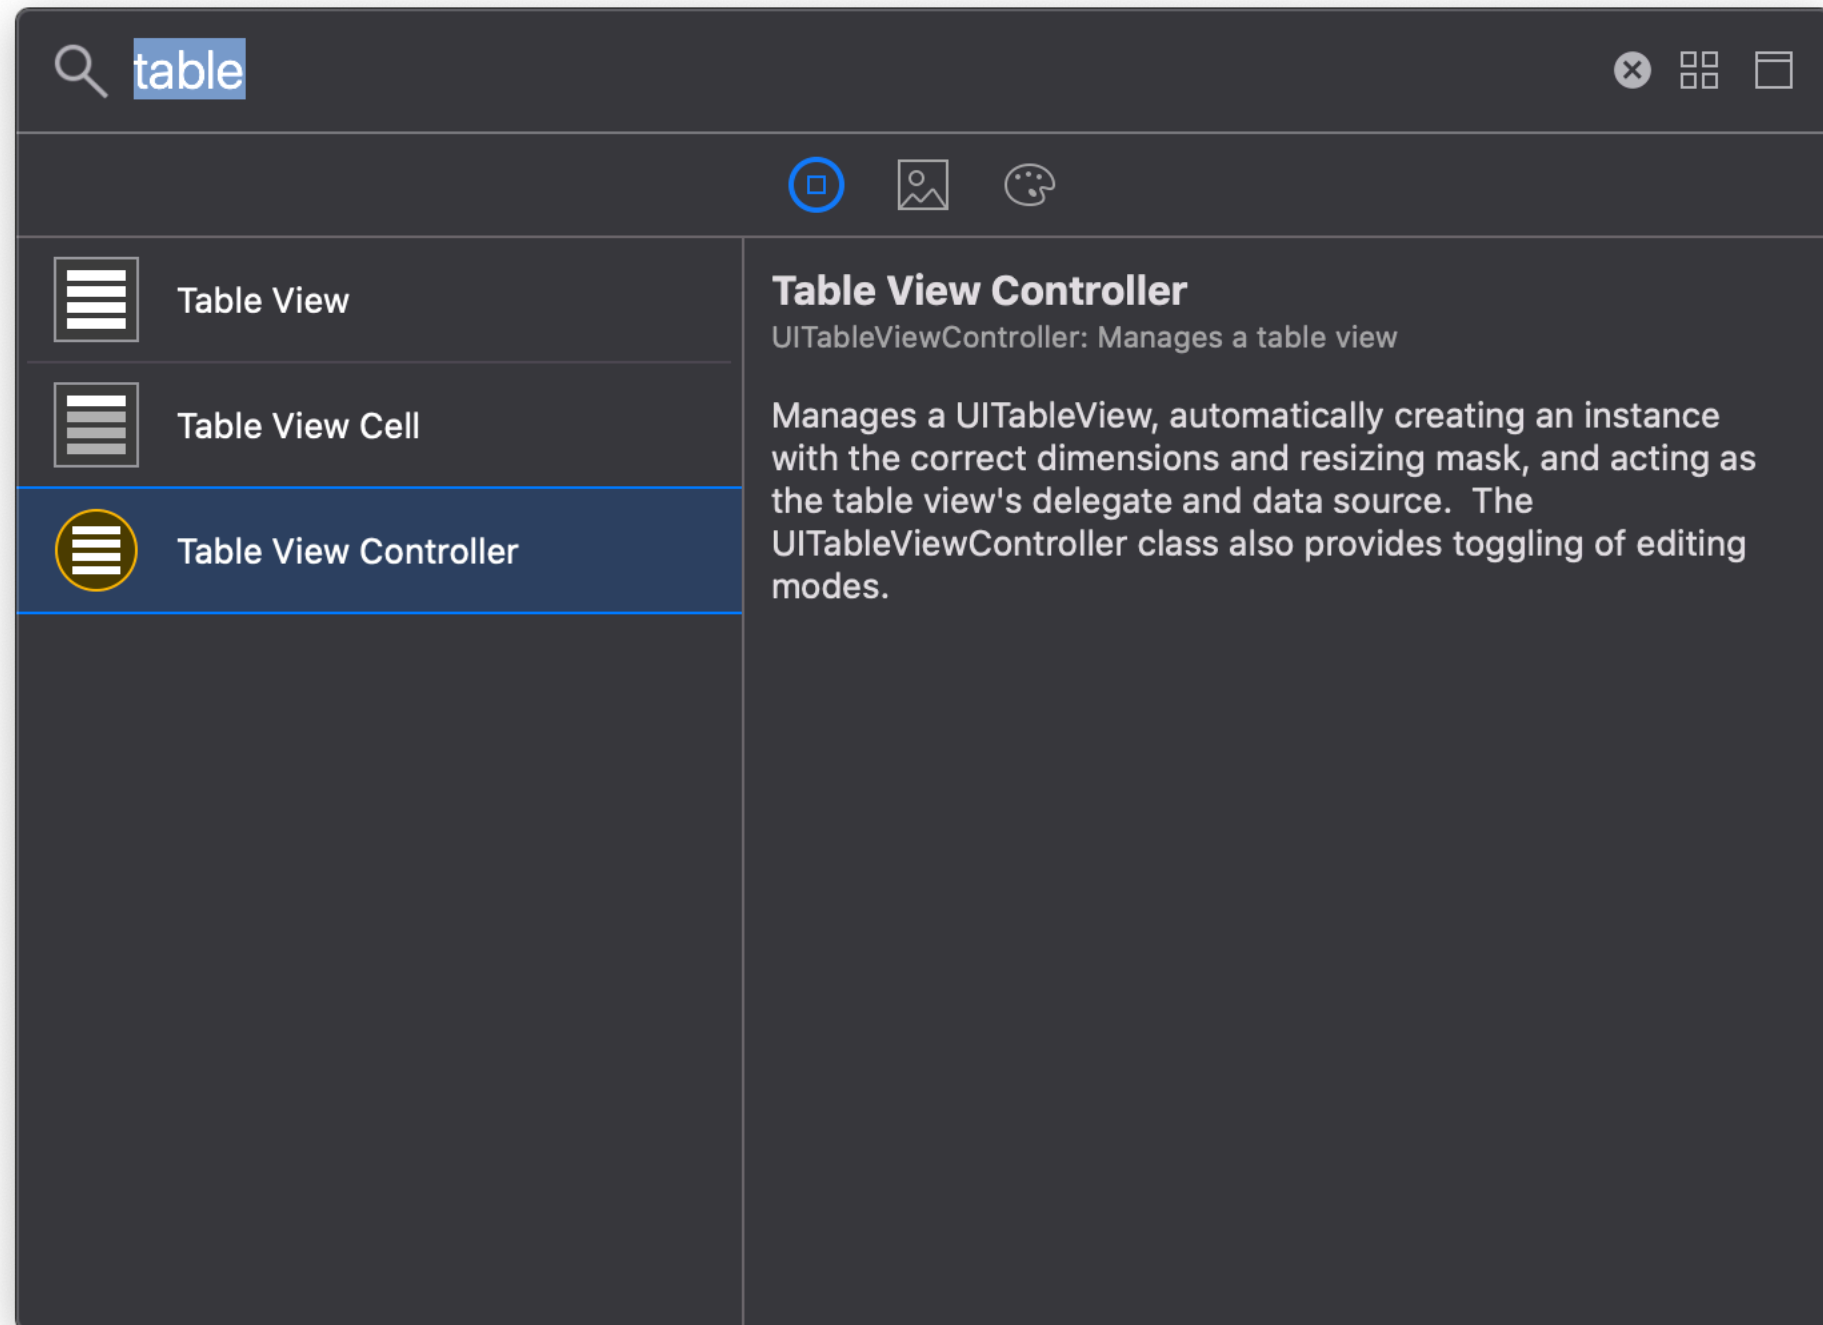 table
Table View
Table View Cell
Table View Controller
Table View Controller
UITableViewController: Manages a table view
Manages a UITableView, automatically creating an instance
with the correct dimensions and resizing mask, and acting as
the table view's delegate and data source.  The
UITableViewController class also provides toggling of editing
modes.